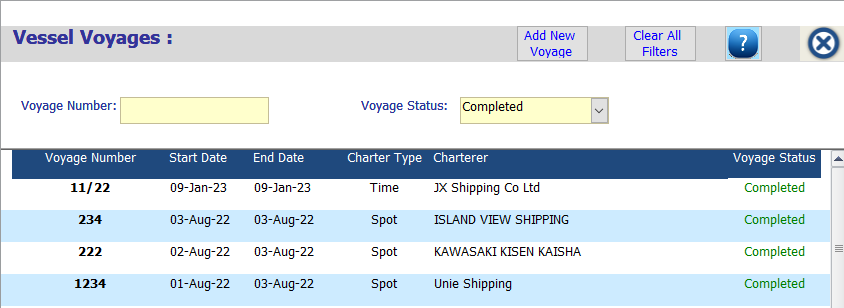 Vessel Voyages :
Add New Voyage
Clear All Filters
?
Voyage Number:
Voyage Status: Completed
Voyage Number Start Date End Date Charter Type Charterer Voyage Status
11/22 09-Jan-23 09-Jan-23 Time JX Shipping Co Ltd Completed
234 03-Aug-22 03-Aug-22 Spot ISLAND VIEW SHIPPING Completed
222 02-Aug-22 03-Aug-22 Spot KAWASAKI KISEN KAISHA Completed
1234 01-Aug-22 03-Aug-22 Spot Unie Shipping Completed